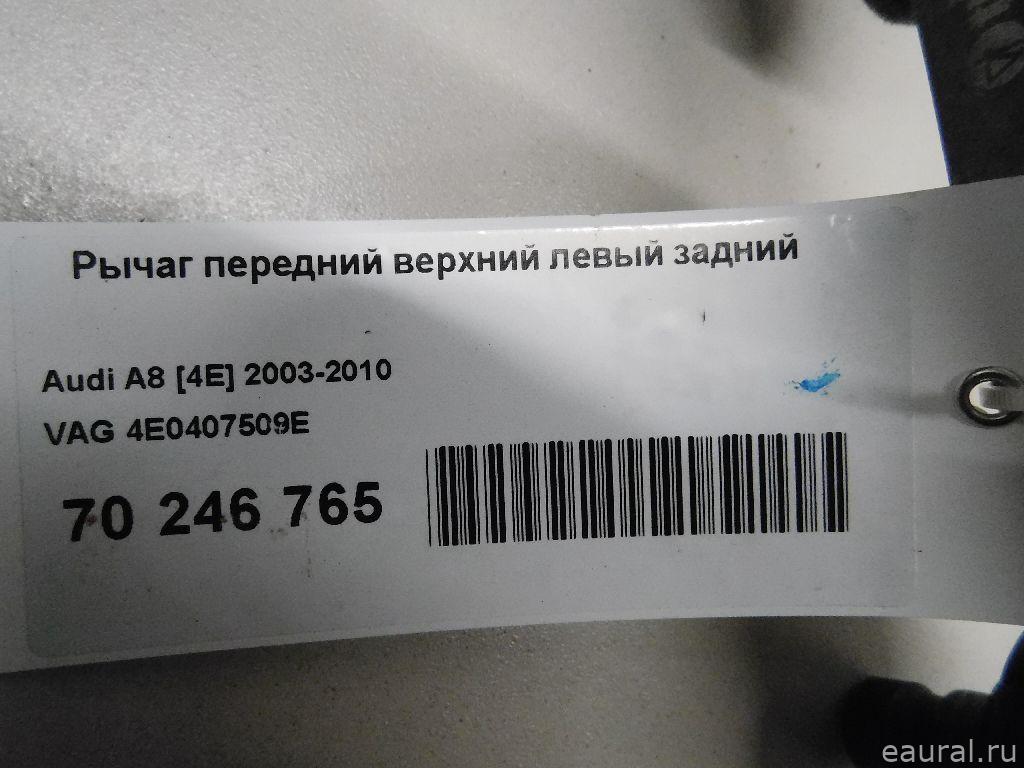 Рычаг передний верхний левый задний
Audi A8 [4E] 2003-2010
VAG 4E0407509E
70 246 765
eaural.ru